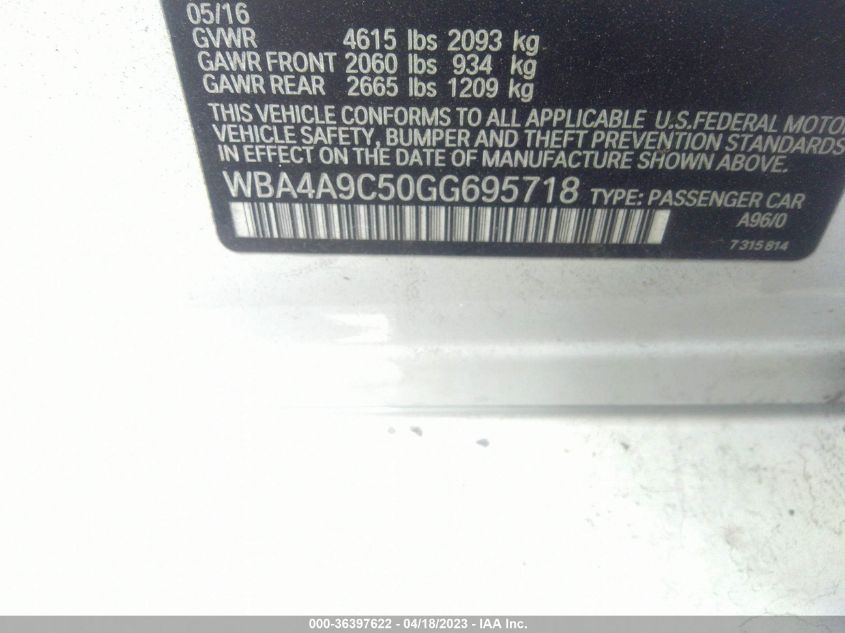 05/16
GVWR 4615 lbs 2093 kg
GAWR FRONT 2060 lbs 934 kg
GAWR REAR 2665 lbs 1209 kg
THIS VEHICLE CONFORMS TO ALL APPLICABLE U.S.FEDERAL MOTOR
VEHICLE SAFETY, BUMPER AND THEFT PREVENTION STANDARDS
IN EFFECT ON THE DATE OF MANUFACTURE SHOWN ABOVE.
WBA4A9C50GG695718 TYPE: PASSENGER CAR
A96/0
7 315 814
000-36397622 - 04/18/2023 - IAA Inc.